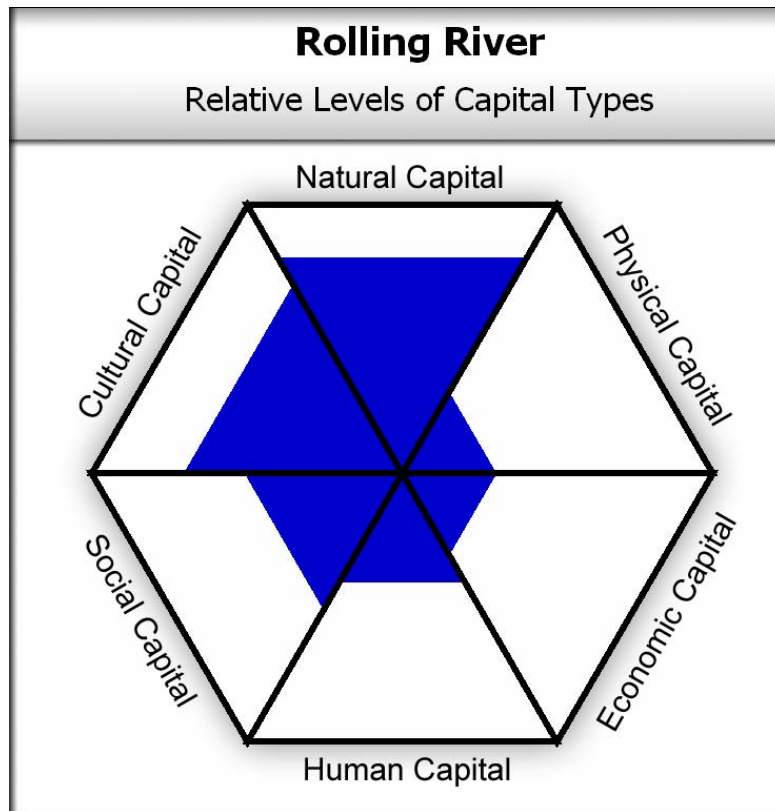 Rolling River
Relative Levels of Capital Types
Natural Capital
Cultural Capital
Physical Capital
Social Capital
Economic Capital
Human Capital